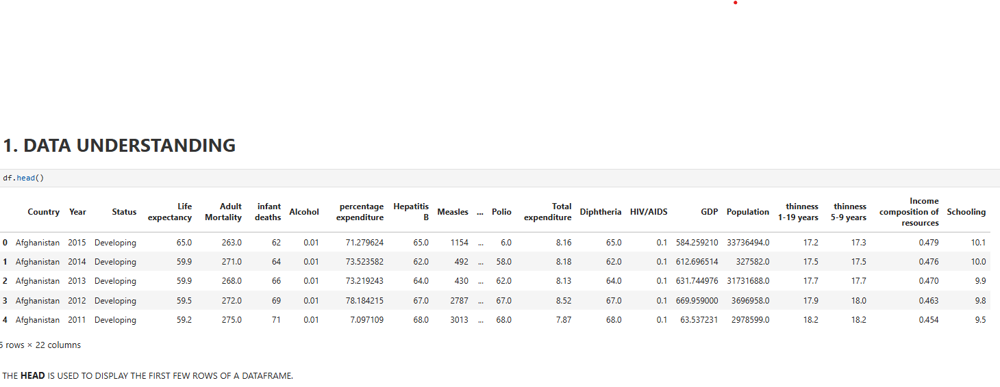 1. DATA UNDERSTANDING
df.head()
Country Year Status Life expectancy Adult Mortality infant deaths Alcohol percentage expenditure Hepatitis B Measles ... Polio Total expenditure Diphtheria HIV/AIDS GDP Population thinness 1-19 years thinness 5-9 years Income composition of resources Schooling
0 Afghanistan 2015 Developing 65.0 263.0 62 0.01 71.279624 65.0 1154 ... 6.0 8.16 65.0 0.1 584.259210 33736494.0 17.2 17.3 0.479 10.1
1 Afghanistan 2014 Developing 59.9 271.0 64 0.01 73.523582 62.0 492 ... 58.0 8.18 62.0 0.1 612.696514 327582.0 17.5 17.5 0.476 10.0
2 Afghanistan 2013 Developing 59.9 268.0 66 0.01 73.219243 64.0 430 ... 62.0 8.13 64.0 0.1 631.744976 31731688.0 17.7 17.7 0.470 9.9
3 Afghanistan 2012 Developing 59.5 272.0 69 0.01 78.184215 67.0 2787 ... 67.0 8.52 67.0 0.1 669.959000 3696958.0 17.9 18.0 0.463 9.8
4 Afghanistan 2011 Developing 59.2 275.0 71 0.01 7.097109 68.0 3013 ... 68.0 7.87 68.0 0.1 63.537231 2978599.0 18.2 18.2 0.454 9.5
5 rows × 22 columns
THE HEAD IS USED TO DISPLAY THE FIRST FEW ROWS OF A DATAFRAME.